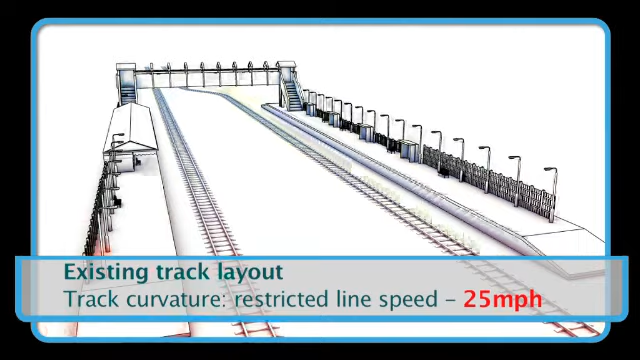 Existing track layout
Track curvature: restricted line speed – 25mph